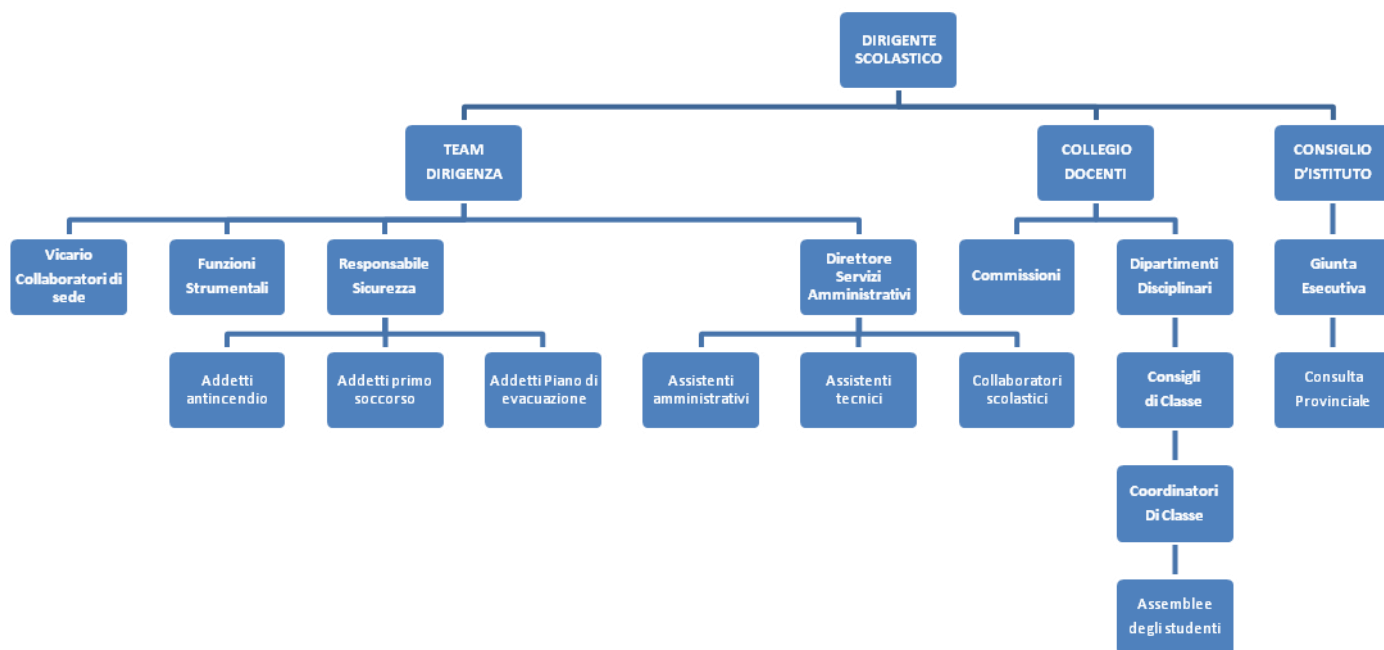 DIRIGENTE
SCOLASTICO
TEAM
DIRIGENZA
COLLEGIO
DOCENTI
CONSIGLIO
D'ISTITUTO
Vicario
Collaboratori di
sede
Funzioni
Strumentali
Responsabile
Sicurezza
Direttore
Servizi
Amministrativi
Commissioni
Dipartimenti
Disciplinari
Giunta
Esecutiva
Addetti
antincendio
Addetti primo
soccorso
Addetti Piano di
evacuazione
Assistenti
amministrativi
Assistenti
tecnici
Collaboratori
scolastici
Consigli
di Classe
Consulta
Provinciale
Coordinatori
Di Classe
Assemblee
degli studenti